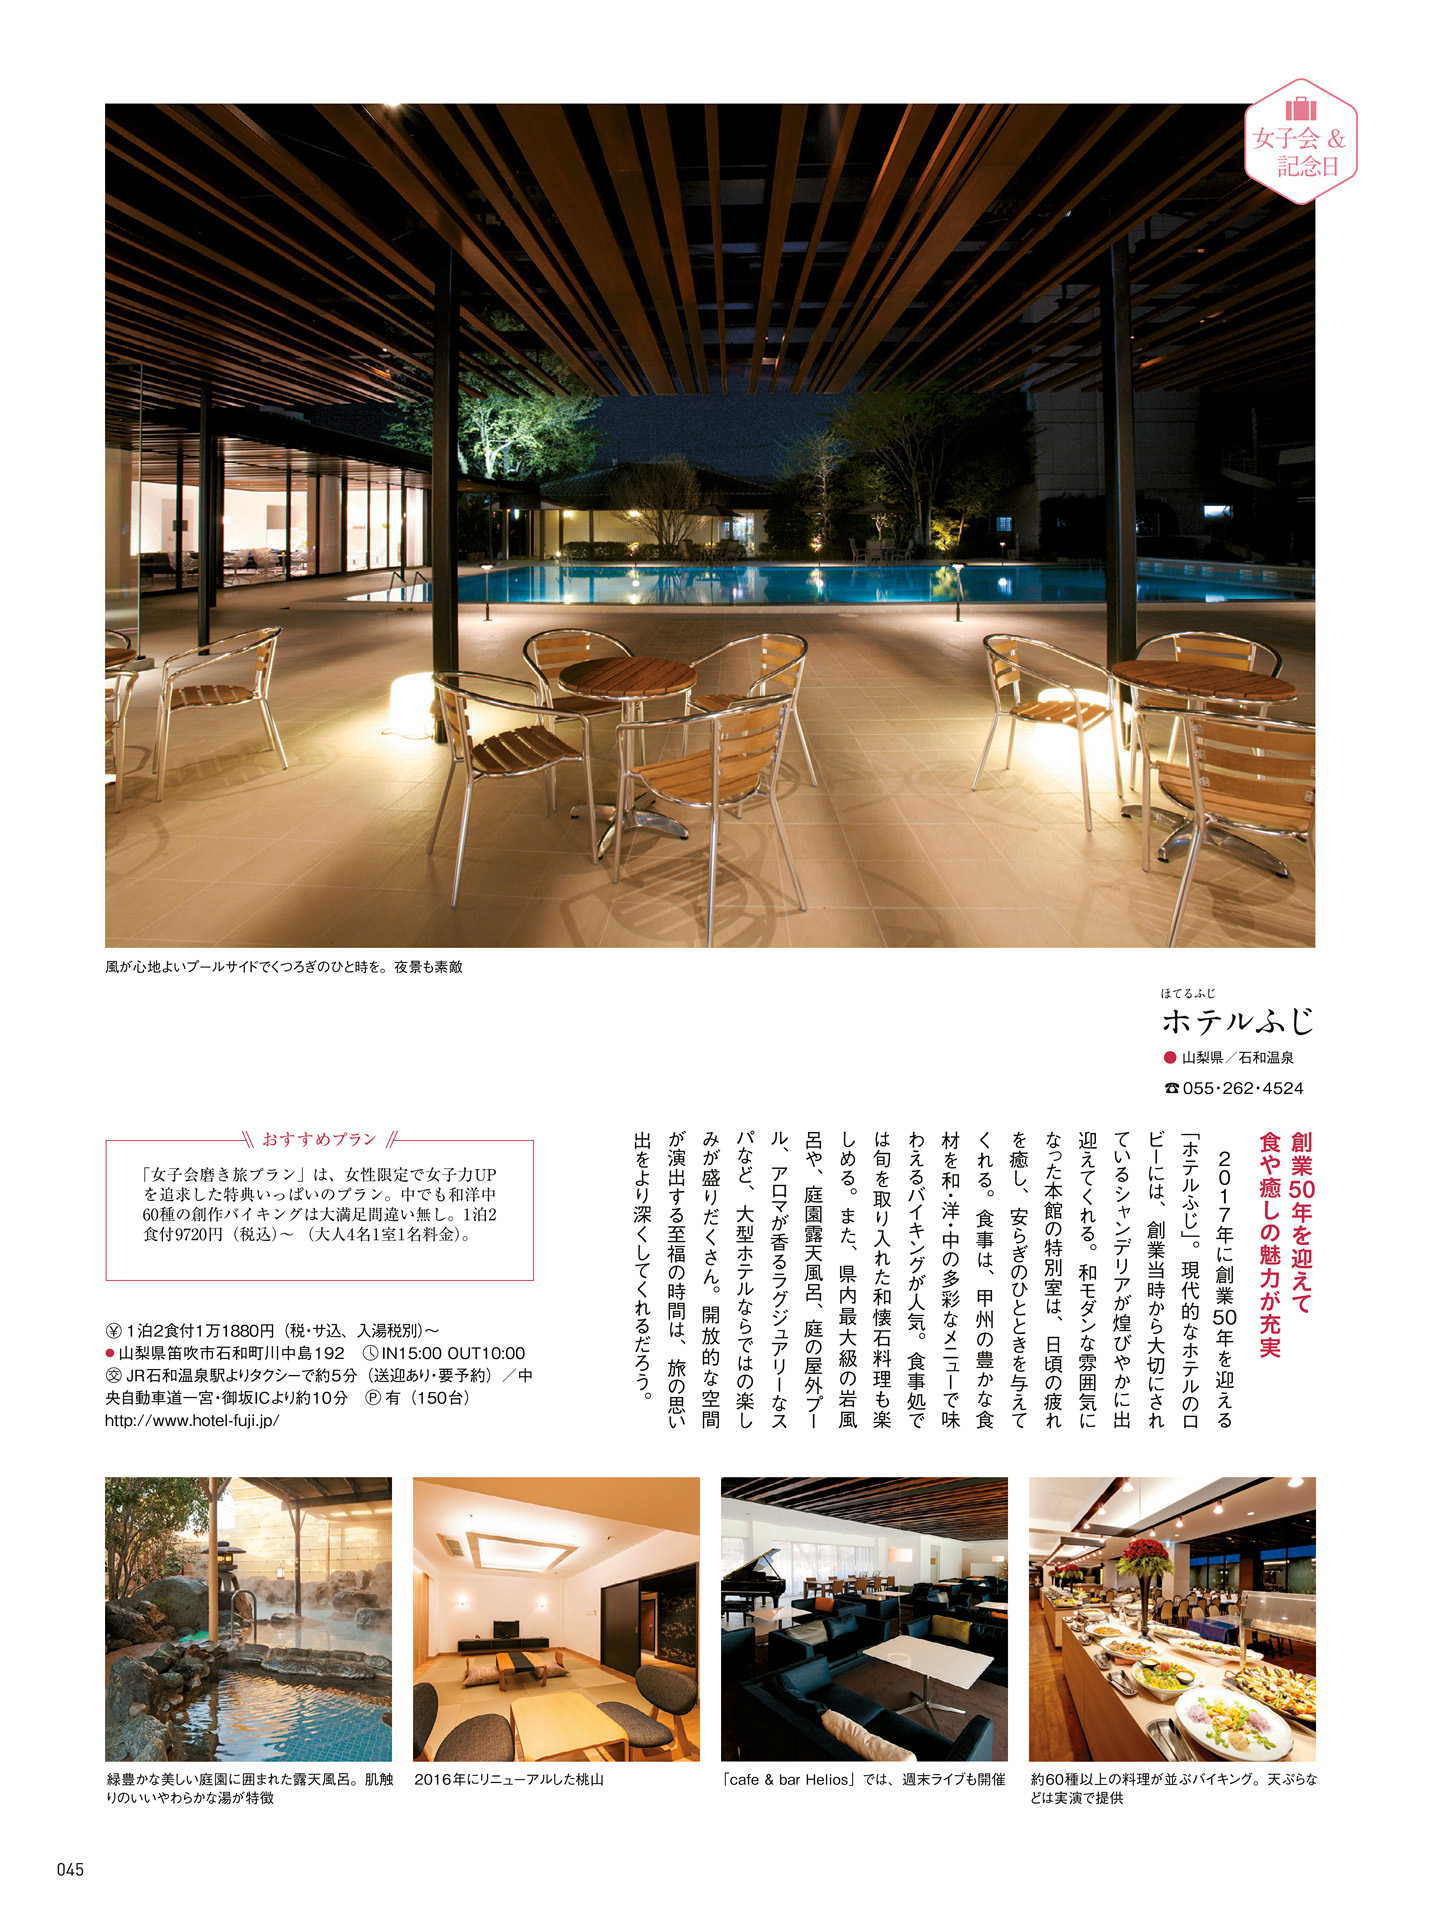 女子会 &
記念日
風が心地よいプールサイドでくつろぎのひと時を。夜景も素敵
ほてるふじ
ホテルふじ
● 山梨県／石和温泉
☎ 055・262・4524
創業50年を迎えて
食や癒しの魅力が充実
2017年に創業50年を迎える
「ホテルふじ」。現代的なホテルのロ
ビーには、創業当時から大切にされ
ているシャンデリアが煌びやかに出
迎えてくれる。和モダンな雰囲気に
なった本館の特別室は、日頃の疲れ
を癒し、安らぎのひとときを与えて
くれる。食事は、甲州の豊かな食
材を和・洋・中の多彩なメニューで味
わえるバイキングが人気。食事処で
は旬を取り入れた和懐石料理も楽
しめる。また、県内最大級の岩風
呂や、庭園露天風呂、庭の屋外プー
ル、アロマが香るラグジュアリーなス
パなど、大型ホテルならではの楽し
みが盛りだくさん。開放的な空間
が演出する至福の時間は、旅の思い
出をより深くしてくれるだろう。
おすすめプラン
「女子会磨き旅プラン」は、女性限定で女子力UP
を追求した特典いっぱいのプラン。中でも和洋中
60種の創作バイキングは大満足間違い無し。1泊2
食付9720円（税込）～（大人4名1室1名料金）。
¥ 1泊2食付1万1880円（税・サ込、入湯税別）～
● 山梨県笛吹市石和町川中島192 IN15:00 OUT10:00
交 JR石和温泉駅よりタクシーで約5分（送迎あり・要予約）／中
央自動車道一宮・御坂ICより約10分 Ⓟ 有（150台）
http://www.hotel-fuji.jp/
緑豊かな美しい庭園に囲まれた露天風呂。肌触
りのいいやわらかな湯が特徴
2016年にリニューアルした桃山
「cafe & bar Helios」では、週末ライブも開催
約60種以上の料理が並ぶバイキング。天ぷらな
どは実演で提供
045